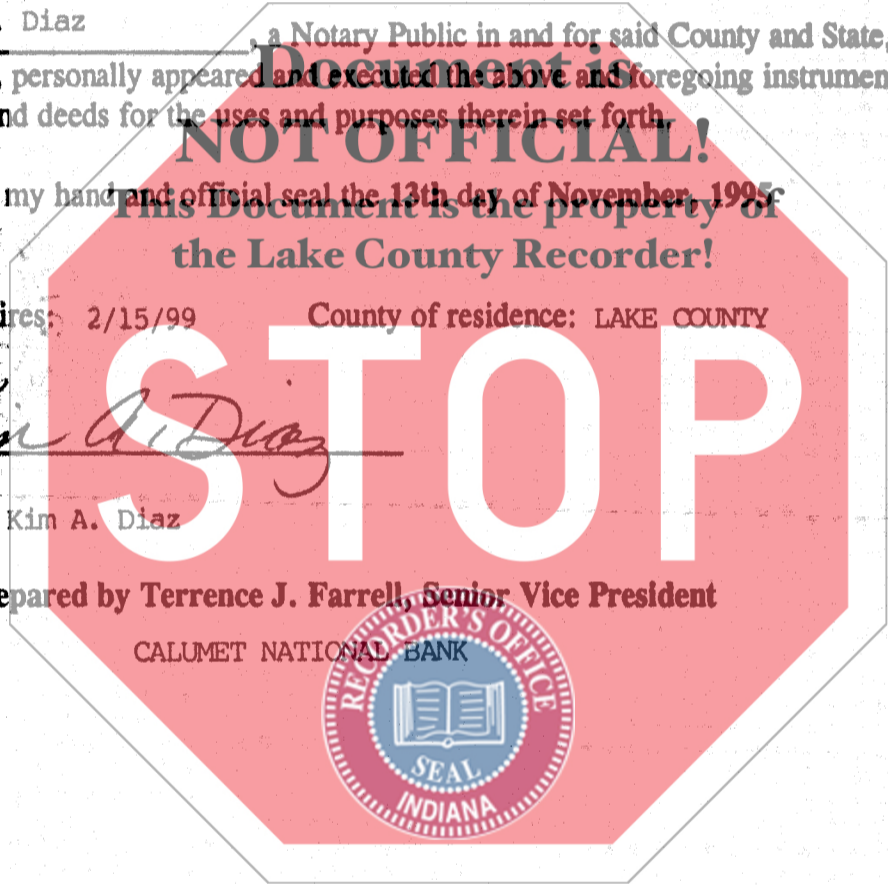 . Diaz
, a Notary Public in and for said County and State,
Document is
, personally appeared and executed the above and foregoing instrumen
nd deeds for the uses and purposes therein set forth.
NOT OFFICIAL!
my hand and official seal the 13th day of November, 1995
This Document is the property of
the Lake County Recorder!
ires: 2/15/99 County of residence: LAKE COUNTY
STOP
Kim A. Diaz
epared by Terrence J. Farrell, Senior Vice President
CALUMET NATIONAL BANK
RECORDER'S OFFICE
SEAL
INDIANA